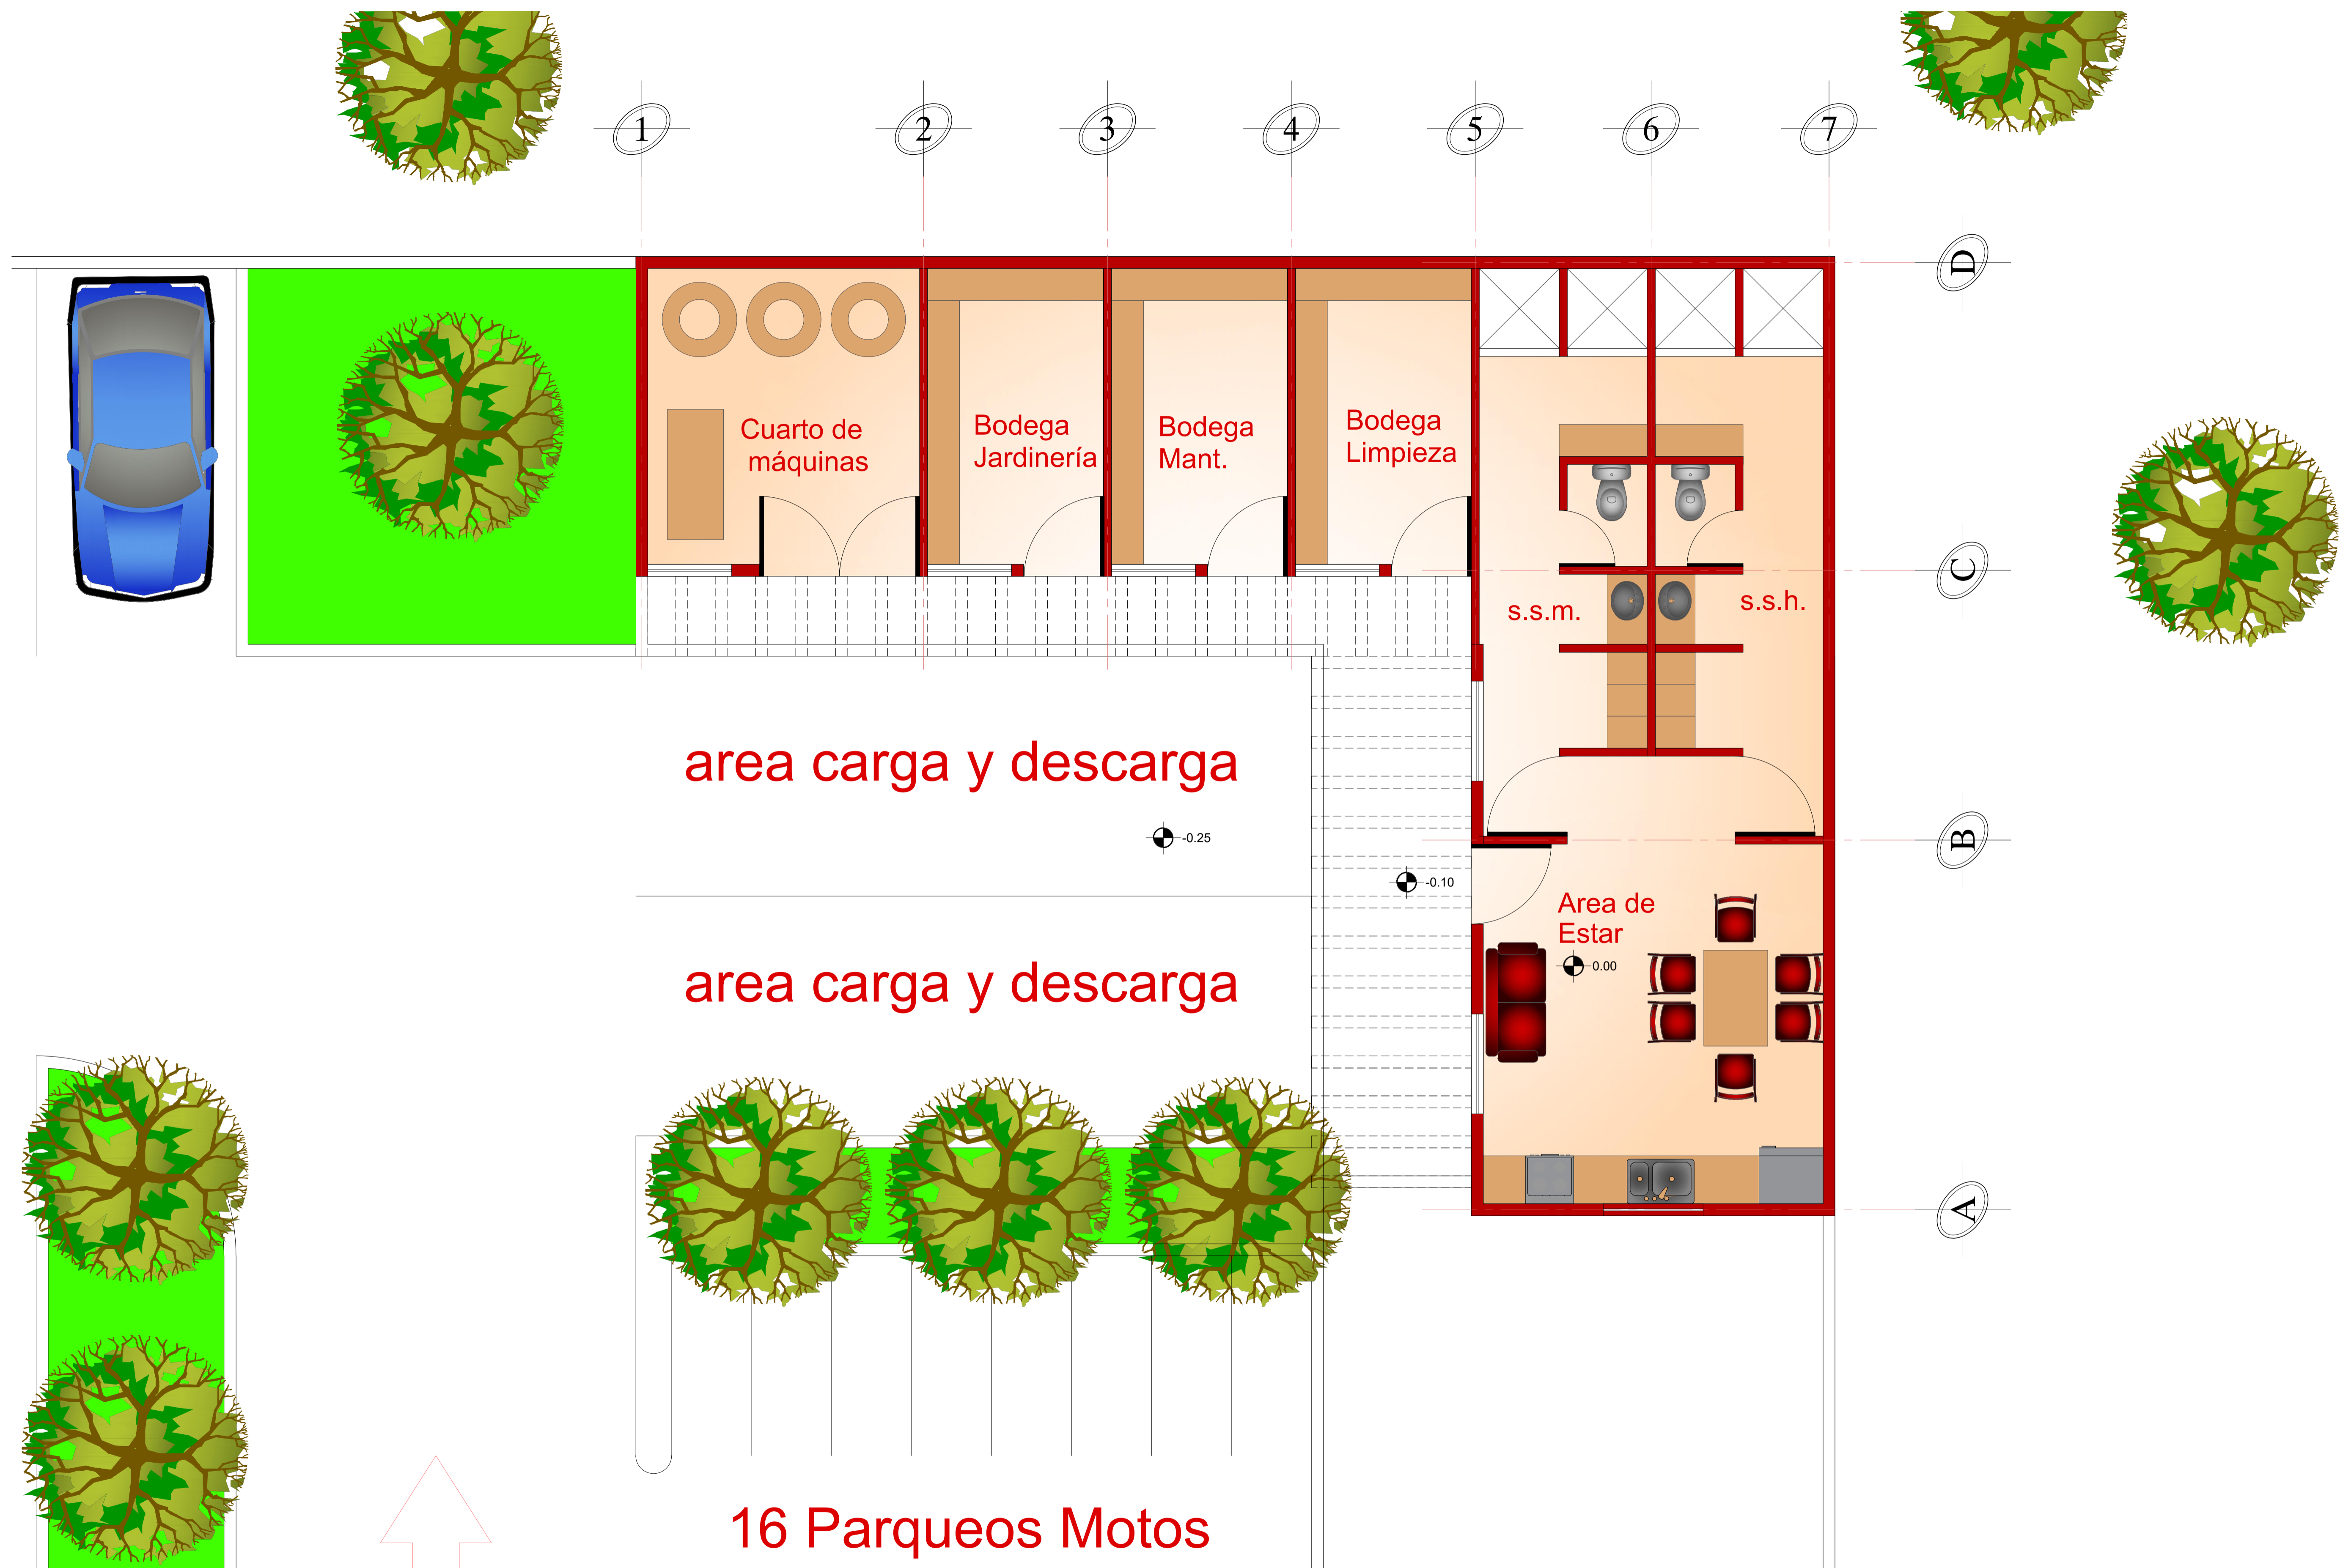 1 2 3 4 5 6 7
D
Cuarto de
máquinas
Bodega
Jardinería
Bodega
Mant.
Bodega
Limpieza
C
s.s.m.
s.s.h.
area carga y descarga
-0.25
B
-0.10
Area de
Estar
0.00
area carga y descarga
A
16 Parqueos Motos